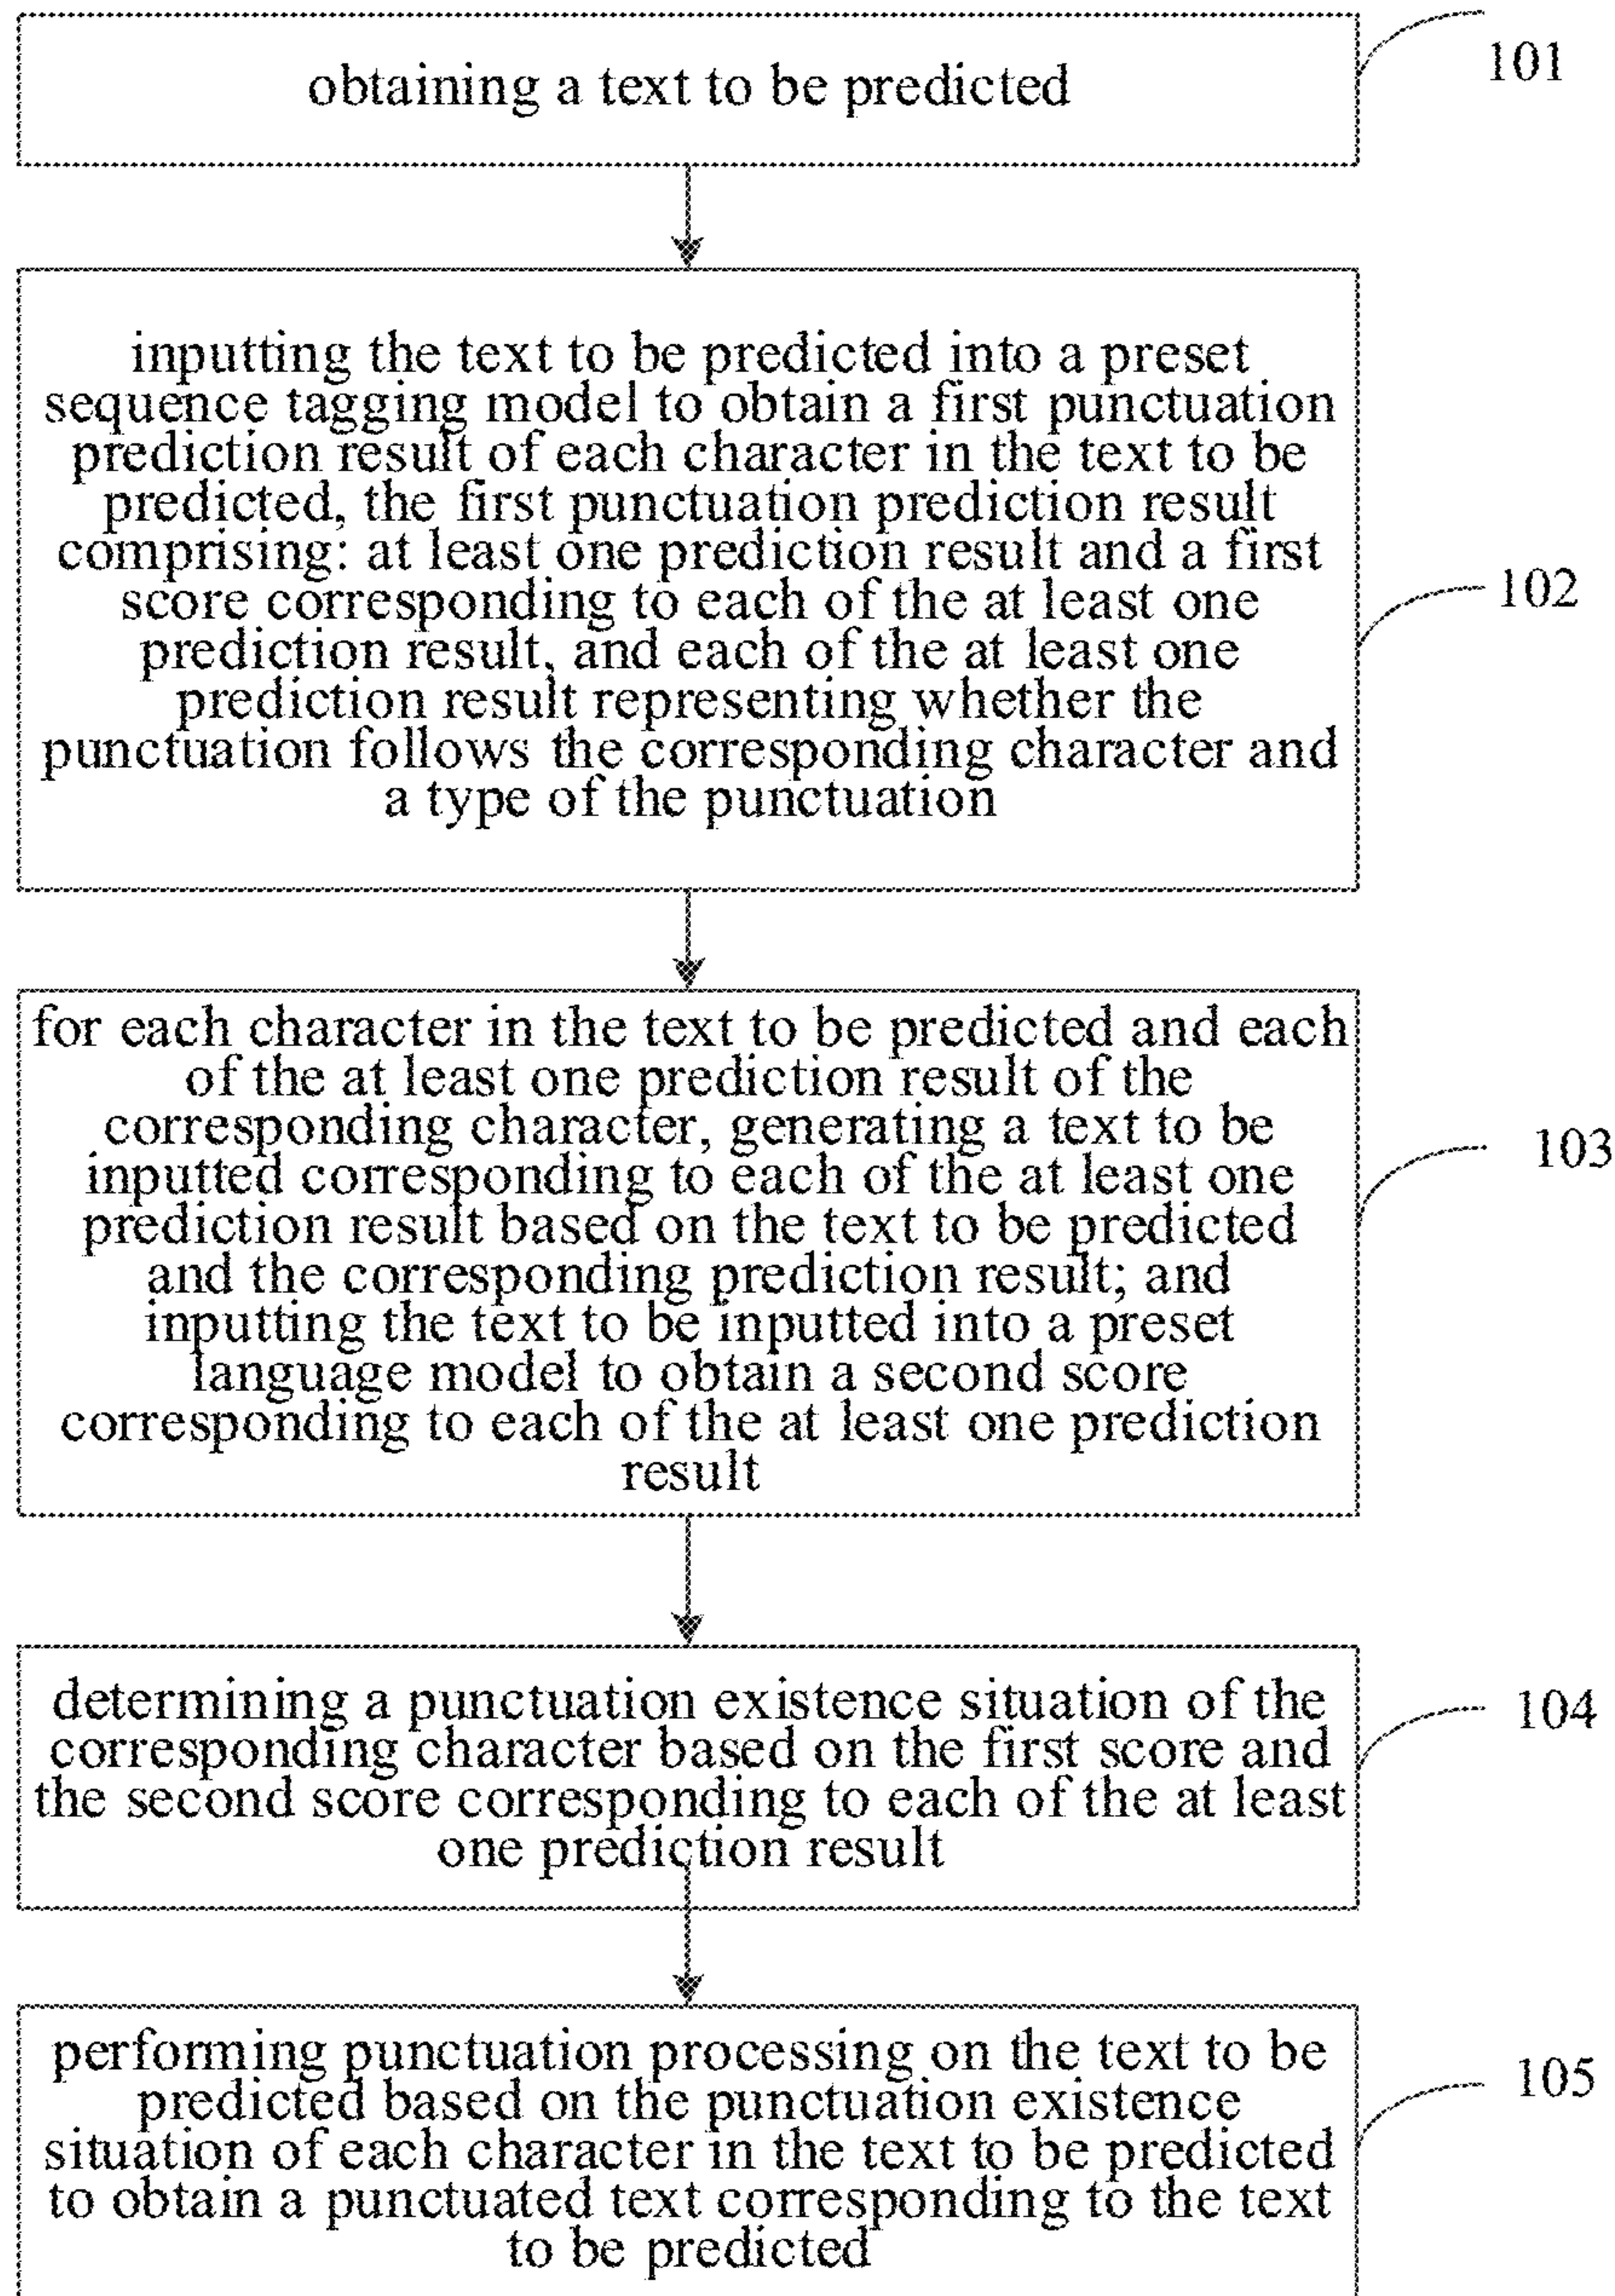 obtaining a text to be predicted
101
inputting the text to be predicted into a preset
sequence tagging model to obtain a first punctuation
prediction result of each character in the text to be
predicted, the first punctuation prediction result
comprising: at least one prediction result and a first
score corresponding to each of the at least one
prediction result, and each of the at least one
prediction result representing whether the
punctuation follows the corresponding character and
a type of the punctuation
102
for each character in the text to be predicted and each
of the at least one prediction result of the
corresponding character, generating a text to be
inputted corresponding to each of the at least one
prediction result based on the text to be predicted
and the corresponding prediction result; and
inputting the text to be inputted into a preset
language model to obtain a second score
corresponding to each of the at least one prediction
result
103
determining a punctuation existence situation of the
corresponding character based on the first score and
the second score corresponding to each of the at least
one prediction result
104
performing punctuation processing on the text to be
predicted based on the punctuation existence
situation of each character in the text to be predicted
to obtain a punctuated text corresponding to the text
to be predicted
105